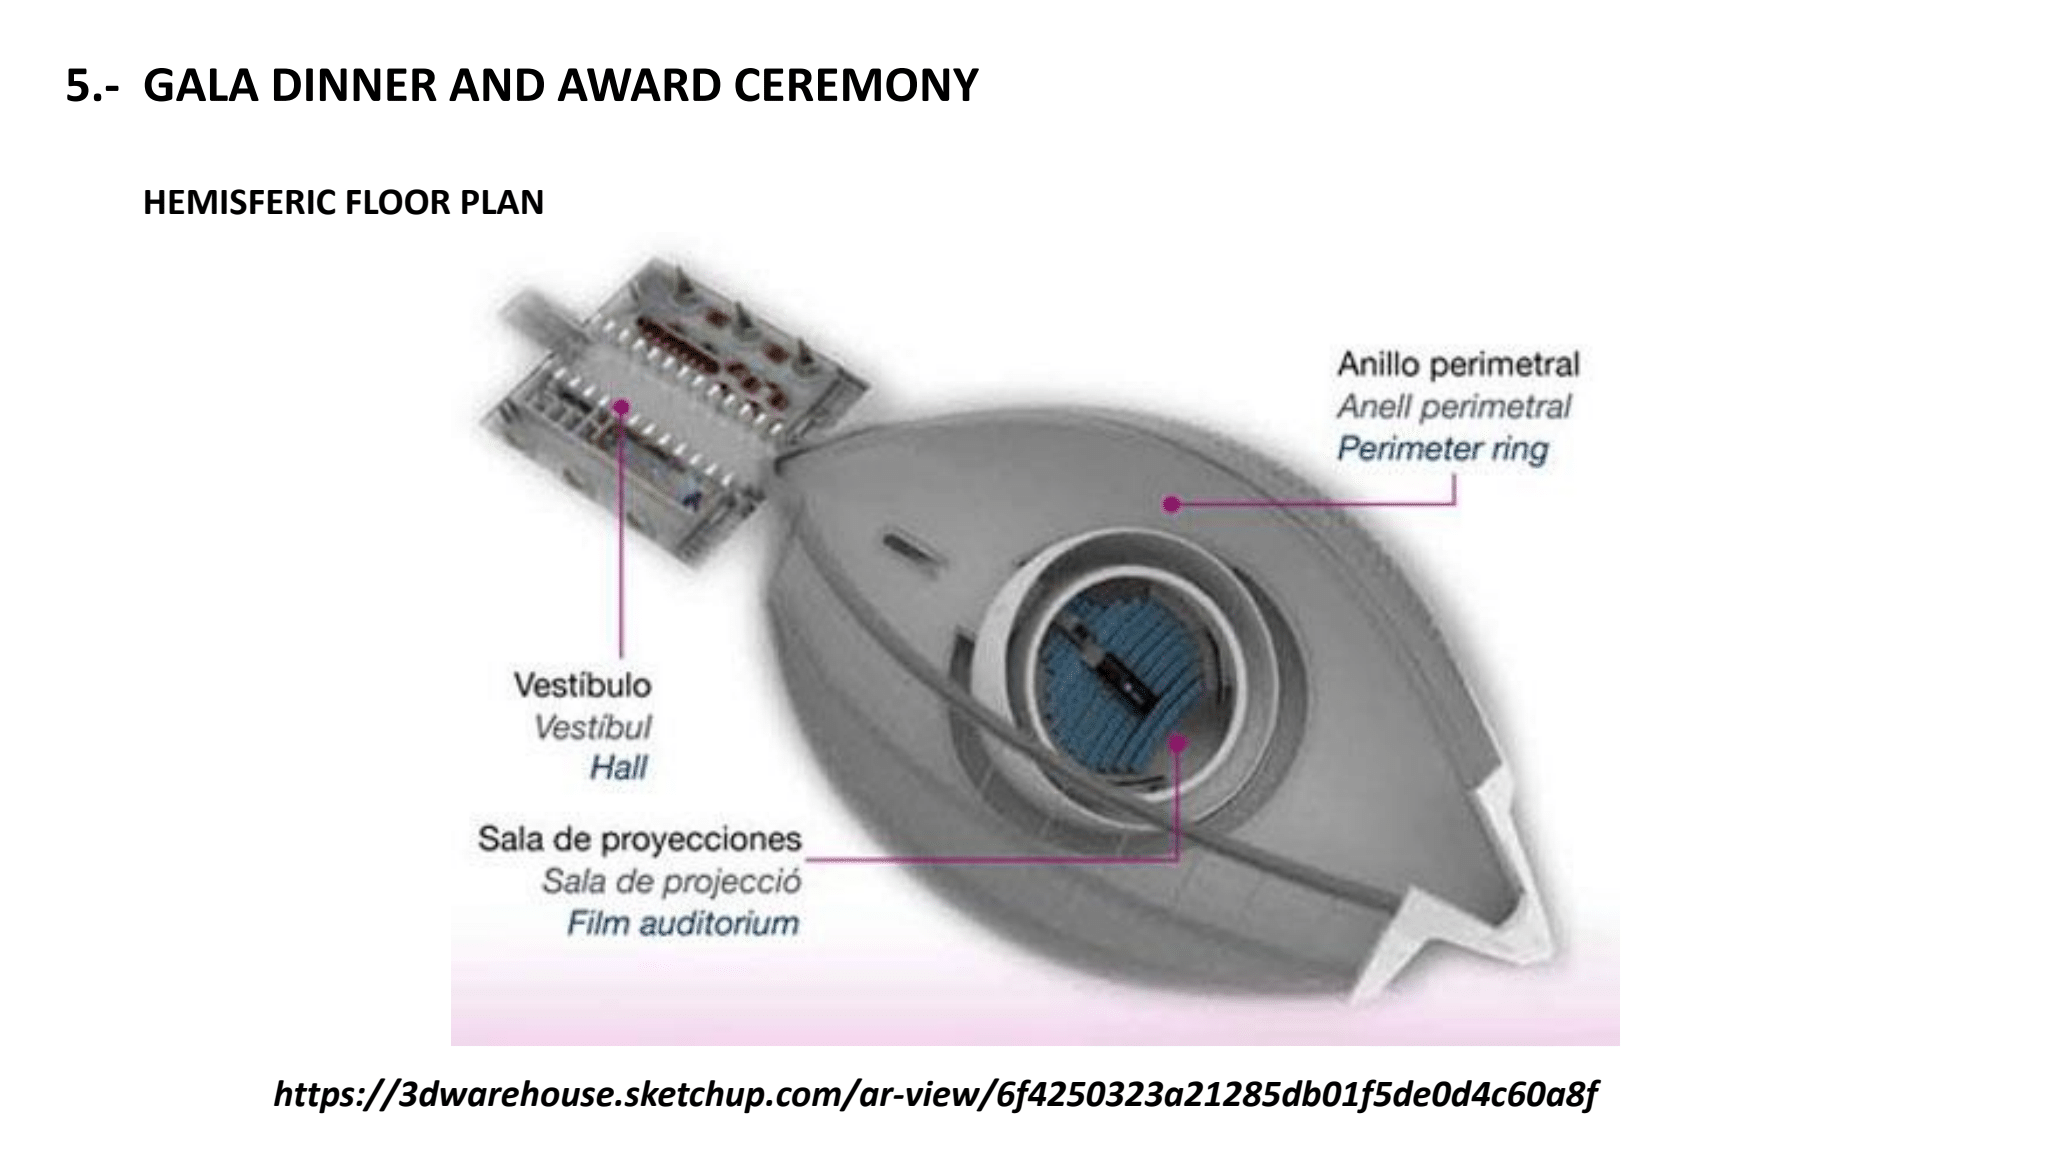 5.- GALA DINNER AND AWARD CEREMONY
HEMISFERIC FLOOR PLAN
Anillo perimetral
Anell perimetral
Perimeter ring
Vestíbulo
Vestíbul
Hall
Sala de proyecciones
Sala de projecció
Film auditorium
https://3dwarehouse.sketchup.com/ar-view/6f4250323a21285db01f5de0d4c60a8f